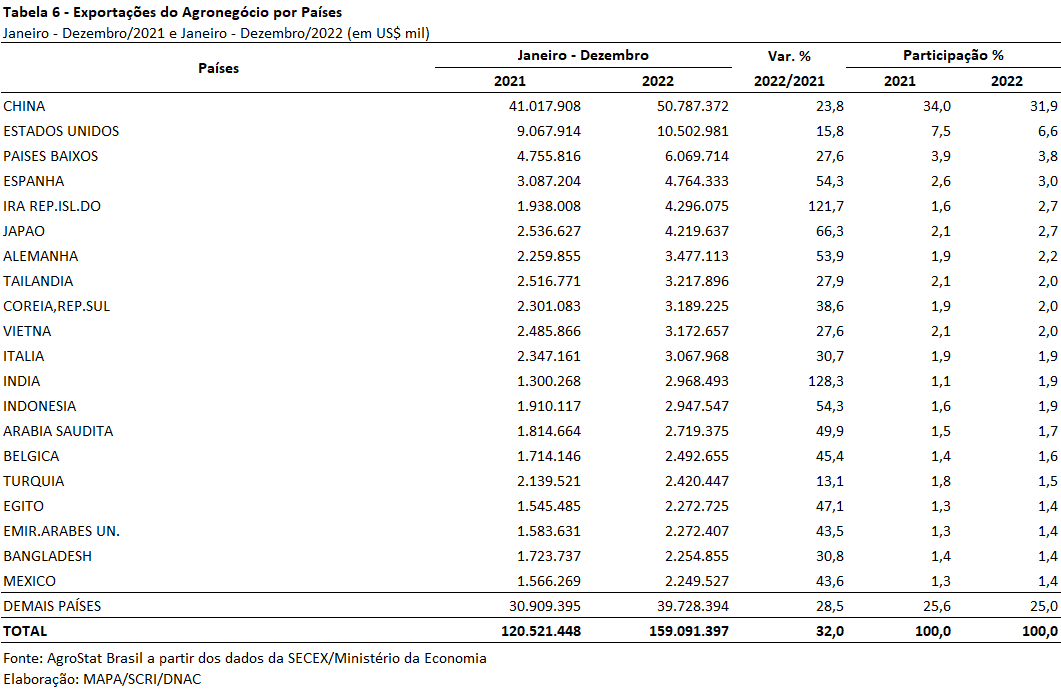 Tabela 6 - Exportações do Agronegócio por Países
Janeiro - Dezembro/2021 e Janeiro - Dezembro/2022 (em US$ mil)
Países Janeiro - Dezembro Var. % Participação %
2021 2022 2022/2021 2021 2022
CHINA 41.017.908 50.787.372 23,8 34,0 31,9
ESTADOS UNIDOS 9.067.914 10.502.981 15,8 7,5 6,6
PAISES BAIXOS 4.755.816 6.069.714 27,6 3,9 3,8
ESPANHA 3.087.204 4.764.333 54,3 2,6 3,0
IRA REP.ISL.DO 1.938.008 4.296.075 121,7 1,6 2,7
JAPAO 2.536.627 4.219.637 66,3 2,1 2,7
ALEMANHA 2.259.855 3.477.113 53,9 1,9 2,2
TAILANDIA 2.516.771 3.217.896 27,9 2,1 2,0
COREIA,REP.SUL 2.301.083 3.189.225 38,6 1,9 2,0
VIETNA 2.485.866 3.172.657 27,6 2,1 2,0
ITALIA 2.347.161 3.067.968 30,7 1,9 1,9
INDIA 1.300.268 2.968.493 128,3 1,1 1,9
INDONESIA 1.910.117 2.947.547 54,3 1,6 1,9
ARABIA SAUDITA 1.814.664 2.719.375 49,9 1,5 1,7
BELGICA 1.714.146 2.492.655 45,4 1,4 1,6
TURQUIA 2.139.521 2.420.447 13,1 1,8 1,5
EGITO 1.545.485 2.272.725 47,1 1,3 1,4
EMIR.ARABES UN. 1.583.631 2.272.407 43,5 1,3 1,4
BANGLADESH 1.723.737 2.254.855 30,8 1,4 1,4
MEXICO 1.566.269 2.249.527 43,6 1,3 1,4
DEMAIS PAÍSES 30.909.395 39.728.394 28,5 25,6 25,0
TOTAL 120.521.448 159.091.397 32,0 100,0 100,0
Fonte: AgroStat Brasil a partir dos dados da SECEX/Ministério da Economia
Elaboração: MAPA/SCRI/DNAC